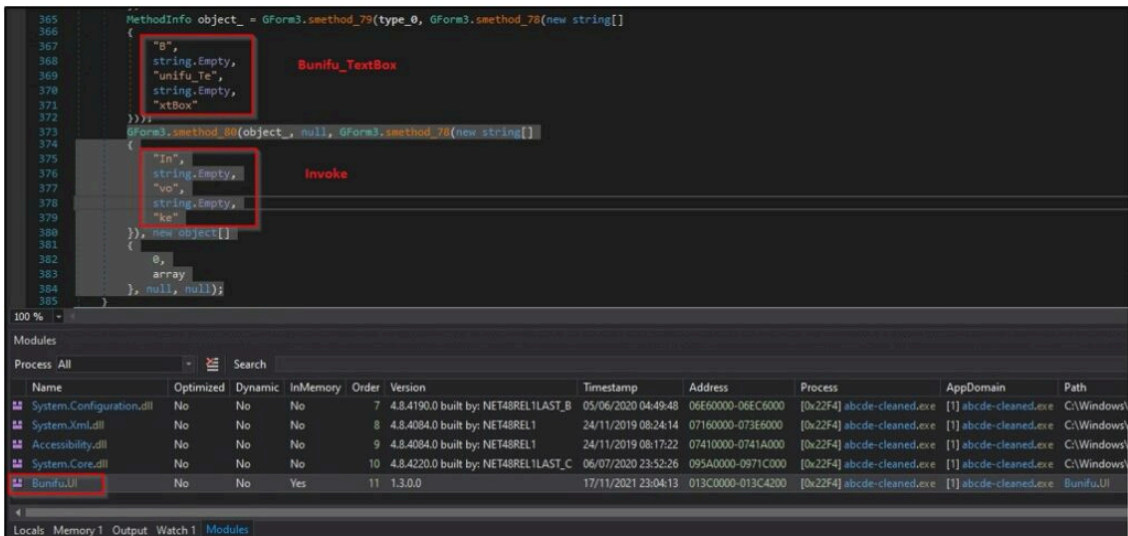 365 MethodInfo object_ = GForm3.smethod_79(type_0, GForm3.smethod_78(new string[]
366 {
367 "B",
368 string.Empty, Bunifu_TextBox
369 "unifu_Te",
370 string.Empty,
371 "xtBox"
372 }));
373 GForm3.smethod_80(object_, null, GForm3.smethod_78(new string[]
374 {
375 "In",
376 string.Empty, Invoke
377 "vo",
378 string.Empty,
379 "ke"
380 }), new object[]
381 {
382 0,
383 array
384 }, null, null);
385 }
100 %
Modules
Process All Search
Name Optimized Dynamic InMemory Order Version Timestamp Address Process AppDomain Path
System.Configuration.dll No No No 7 4.8.4190.0 built by: NET48REL1LAST_B 05/06/2020 04:49:48 06E60000-06EC6000 [0x22F4] abcde-cleaned.exe [1] abcde-cleaned.exe C:\Windows\
System.Xml.dll No No No 8 4.8.4084.0 built by: NET48REL1 24/11/2019 08:24:14 07160000-073E6000 [0x22F4] abcde-cleaned.exe [1] abcde-cleaned.exe C:\Windows\
Accessibility.dll No No No 9 4.8.4084.0 built by: NET48REL1 24/11/2019 08:17:22 07410000-0741A000 [0x22F4] abcde-cleaned.exe [1] abcde-cleaned.exe C:\Windows\
System.Core.dll No No No 10 4.8.4220.0 built by: NET48REL1LAST_C 06/07/2020 23:52:26 095A0000-0971C000 [0x22F4] abcde-cleaned.exe [1] abcde-cleaned.exe C:\Windows\
Bunifu.UI No No Yes 11 1.3.0.0 17/11/2021 23:04:13 013C0000-013C4200 [0x22F4] abcde-cleaned.exe [1] abcde-cleaned.exe Bunifu.UI
Locals Memory 1 Output Watch 1 Modules